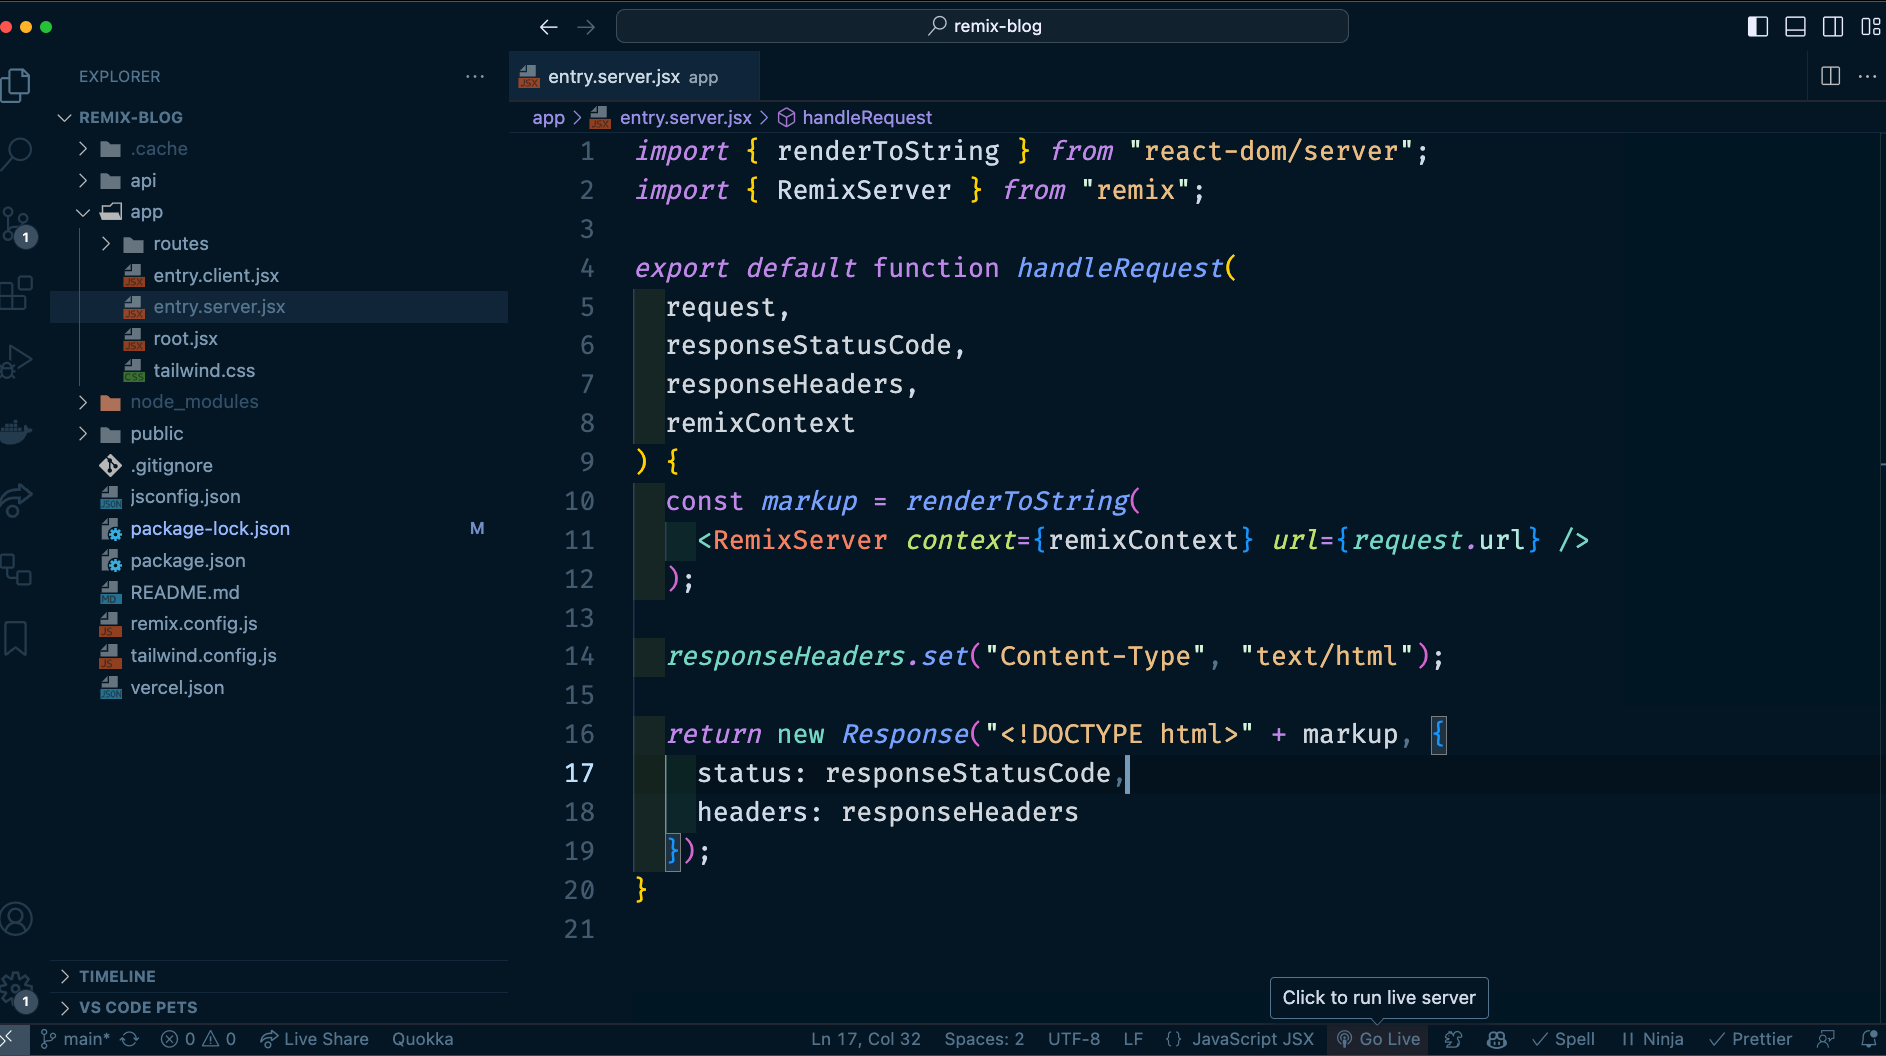 remix-blog
EXPLORER
REMIX-BLOG
.cache
api
app
routes
entry.client.jsx
entry.server.jsx
root.jsx
tailwind.css
node_modules
public
.gitignore
jsconfig.json
package-lock.json M
package.json
README.md
remix.config.js
tailwind.config.js
vercel.json
TIMELINE
VS CODE PETS
1
1
entry.server.jsx app
app > entry.server.jsx > handleRequest
1 import { renderToString } from "react-dom/server";
2 import { RemixServer } from "remix";
3
4 export default function handleRequest(
5 request,
6 responseStatusCode,
7 responseHeaders,
8 remixContext
9 ) {
10 const markup = renderToString(
11 <RemixServer context={remixContext} url={request.url} />
12 );
13
14 responseHeaders.set("Content-Type", "text/html");
15
16 return new Response("<!DOCTYPE html>" + markup, {
17 status: responseStatusCode,
18 headers: responseHeaders
19 });
20 }
21
Click to run live server
main* 0 0 Live Share Quokka Ln 17, Col 32 Spaces: 2 UTF-8 LF {} JavaScript JSX Go Live Spell Ninja Prettier